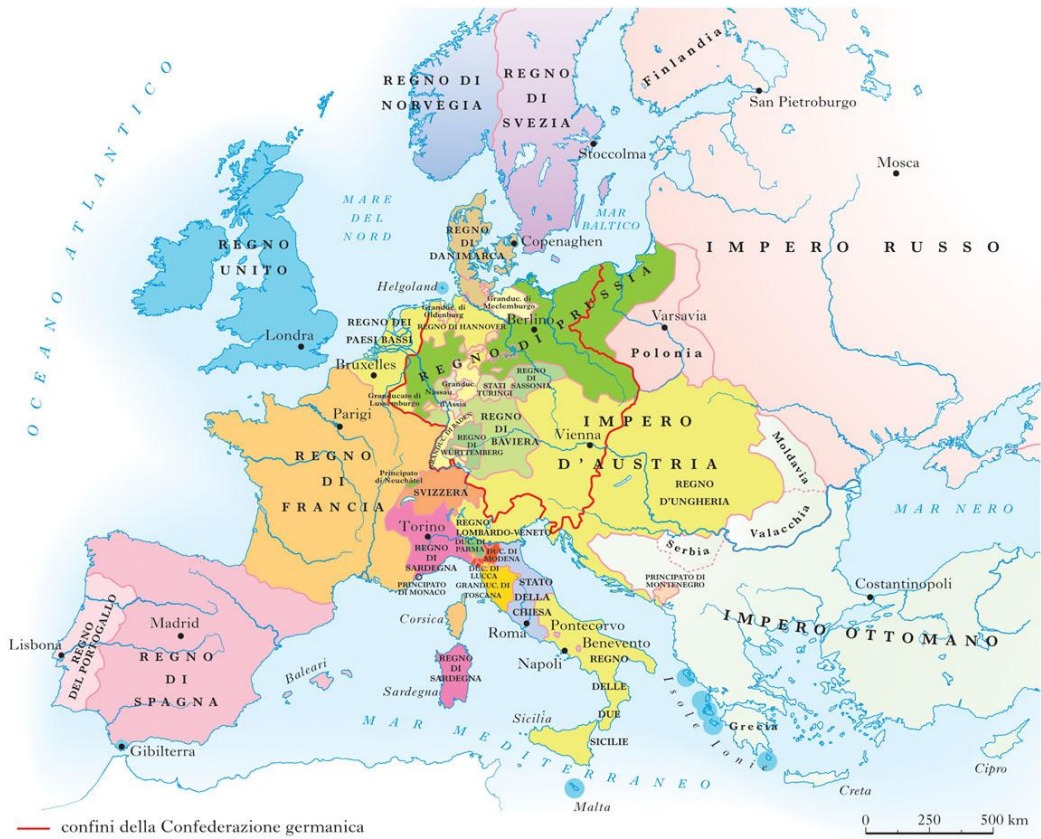 OCEANO ATLANTICO
REGNO DI
NORVEGIA
REGNO
DI
SVEZIA
Finlandia
San Pietroburgo
Stoccolma
Mosca
MARE
DEL
NORD
MAR
BALTICO
REGNO
UNITO
REGNO
DI
DANIMARCA
Copenaghen
IMPERO RUSSO
Helgoland
Granduc. di
Meclemburgo
Granduc. di
Oldenburg
REGNO DI HANNOVER
Berlino
REGNO DI PRUSSIA
Londra
REGNO DEI
PAESI BASSI
Bruxelles
Varsavia
Polonia
Granducato di
Lussemburgo
Nassau
Granduc.
d'Assia
STATI
TURINGI
REGNO
DI
SASSONIA
Parigi
GRANDUC. DI BADEN
REGNO
DI
WÜRTTEMBERG
REGNO
DI
BAVIERA
IMPERO
Vienna
D'AUSTRIA
REGNO
D'UNGHERIA
Moldavia
REGNO
DI
FRANCIA
Principato
di Neuchâtel
SVIZZERA
Valacchia
MAR NERO
Torino
REGNO
LOMBARDO-VENETO
DUC. DI
PARMA
DUC. DI
MODENA
REGNO
DI
SARDEGNA
Serbia
PRINCIPATO
DI MONACO
DUC. DI
LUCCA
GRANDUC. DI
TOSCANA
STATO
DELLA
CHIESA
PRINCIPATO DI
MONTENEGRO
Costantinopoli
Corsica
Roma
Pontecorvo
Benevento
IMPERO OTTOMANO
REGNO
DEL PORTOGALLO
Lisbona
Madrid
REGNO
DI
SPAGNA
Baleari
REGNO
DI
SARDEGNA
Sardegna
Napoli
REGNO
DELLE
DUE
SICILIE
Sicilia
Isole Ionie
Grecia
Gibilterra
MAR MEDITERRANEO
Malta
Creta
Cipro
confini della Confederazione germanica
0 250 500 km